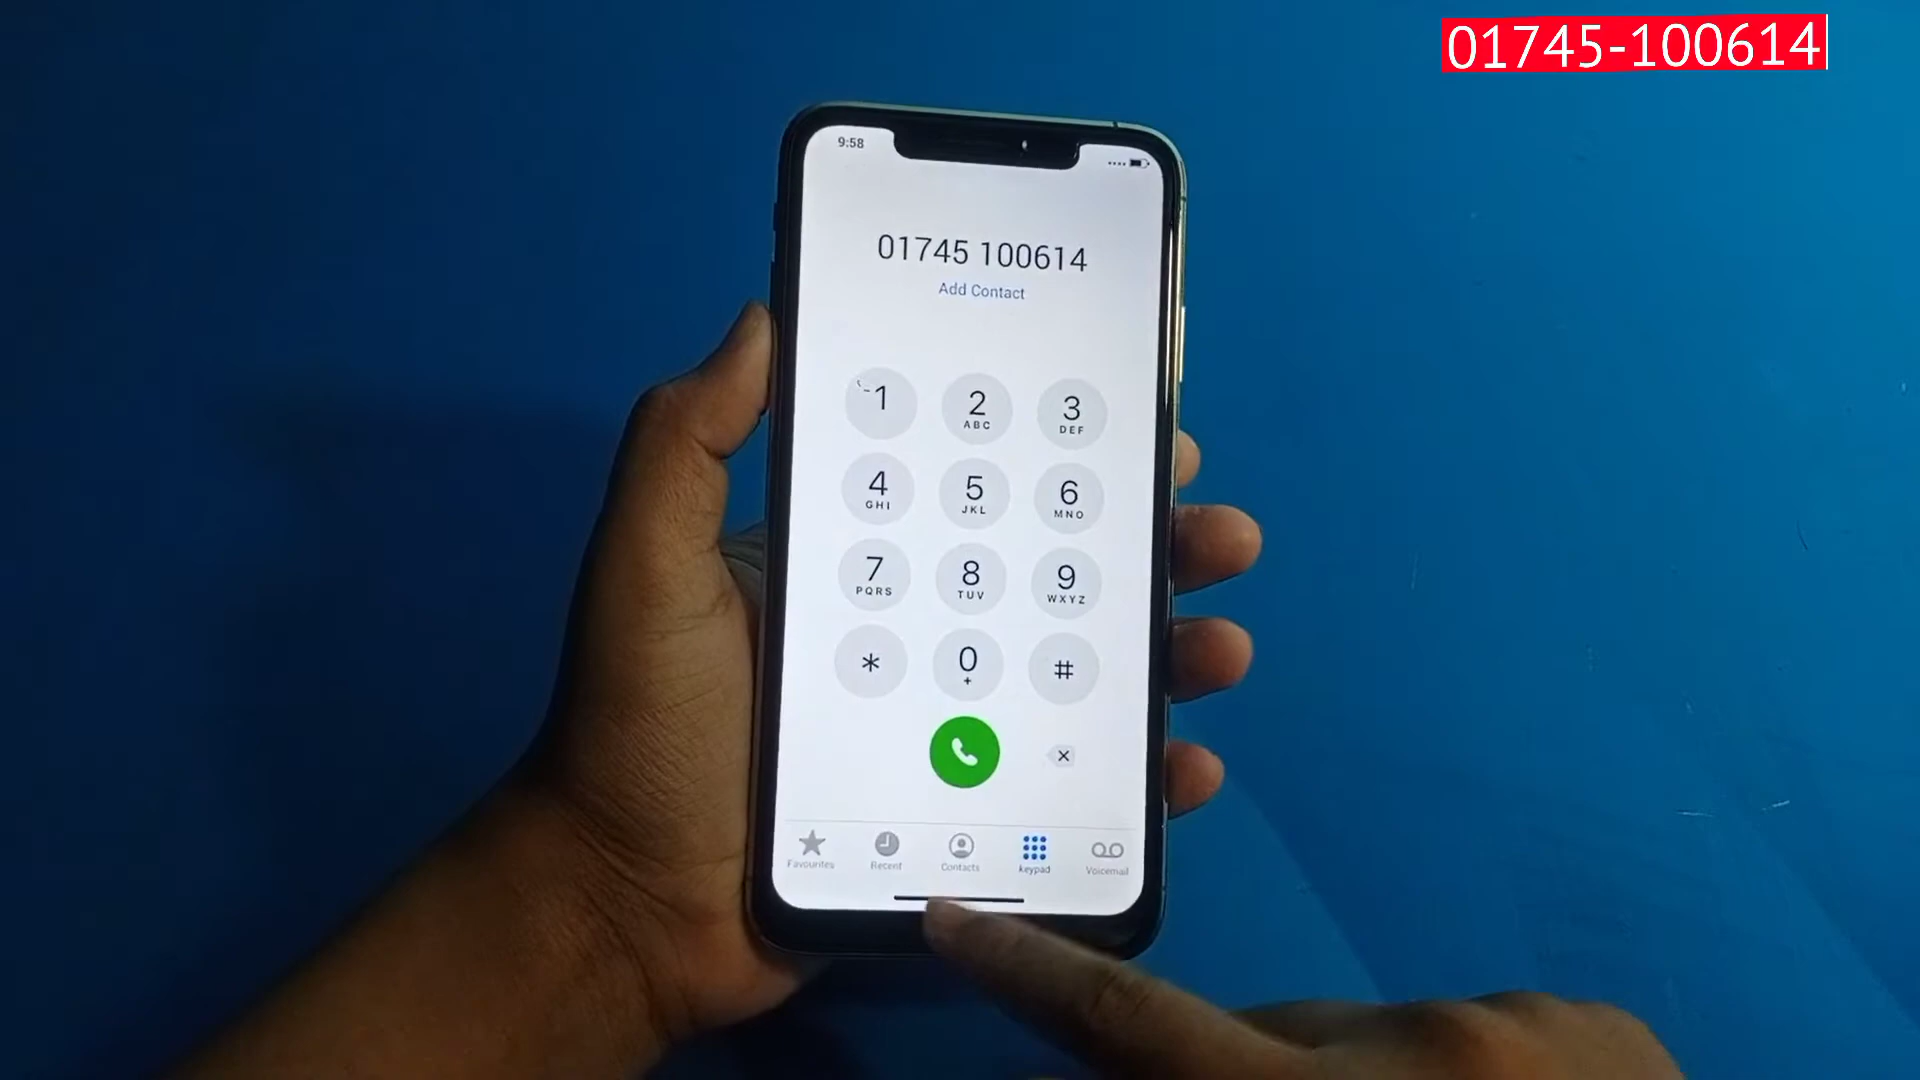 01745-100614
9:58
01745 100614
Add Contact
1
2
ABC
3
DEF
4
GHI
5
JKL
6
MNO
7
PQRS
8
TUV
9
WXYZ
*
0
+
#
Favourites
Recent
Contacts
keypad
Voicemail